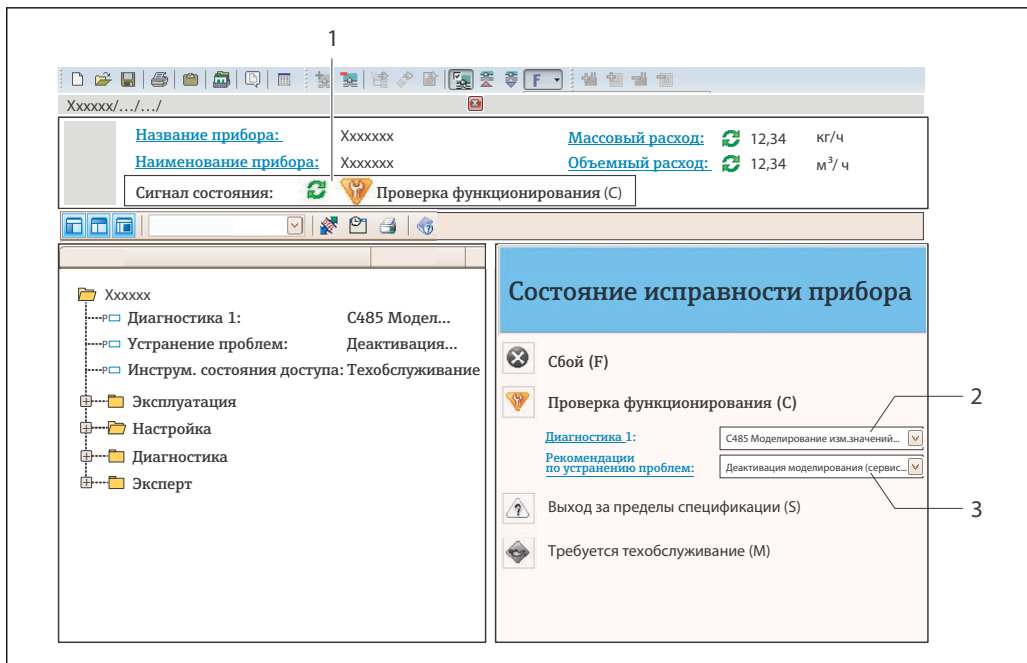 1
F
Xxxxxx/.../.../
Название прибора: Xxxxxxx Массовый расход: 12,34 кг/ч
Наименование прибора: Xxxxxxx Объемный расход: 12,34 м³/ ч
Сигнал состояния: Проверка функционирования (C)
Xxxxxx
P Диагностика 1: C485 Модел...
P Устранение проблем: Деактивация...
P Инструм. состояния доступа: Техобслуживание
Эксплуатация
Настройка
Диагностика
Эксперт
Состояние исправности прибора
Сбой (F)
Проверка функционирования (C)
2
Диагностика 1: C485 Моделирование изм.значений...
Рекомендации
по устранению проблем: Деактивация моделирования (сервис...
3
Выход за пределы спецификации (S)
Требуется техобслуживание (M)